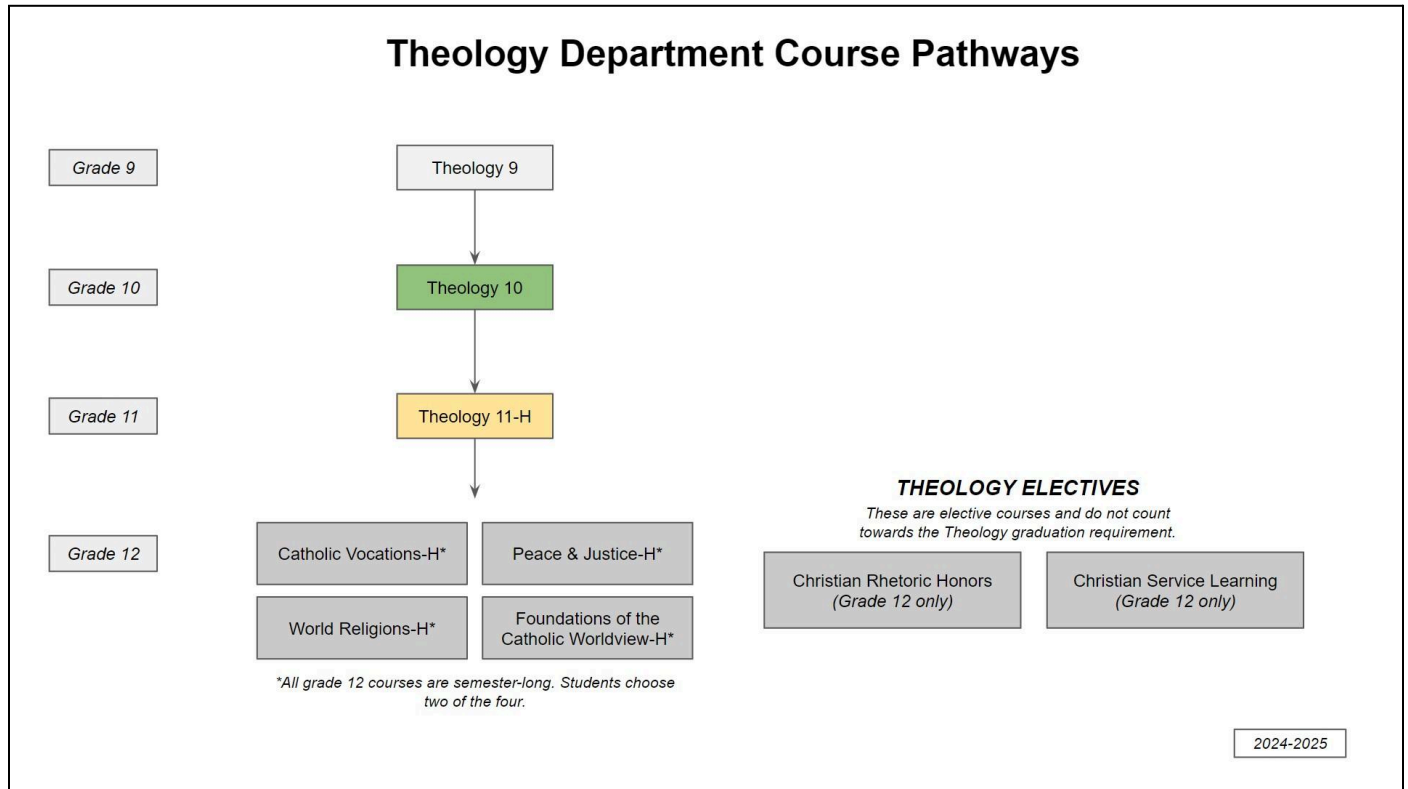 Theology Department Course Pathways
Grade 9
Theology 9
Grade 10
Theology 10
Grade 11
Theology 11-H
Grade 12
Catholic Vocations-H*
Peace & Justice-H*
World Religions-H*
Foundations of the
Catholic Worldview-H*
*All grade 12 courses are semester-long. Students choose
two of the four.
THEOLOGY ELECTIVES
These are elective courses and do not count
towards the Theology graduation requirement.
Christian Rhetoric Honors
(Grade 12 only)
Christian Service Learning
(Grade 12 only)
2024-2025